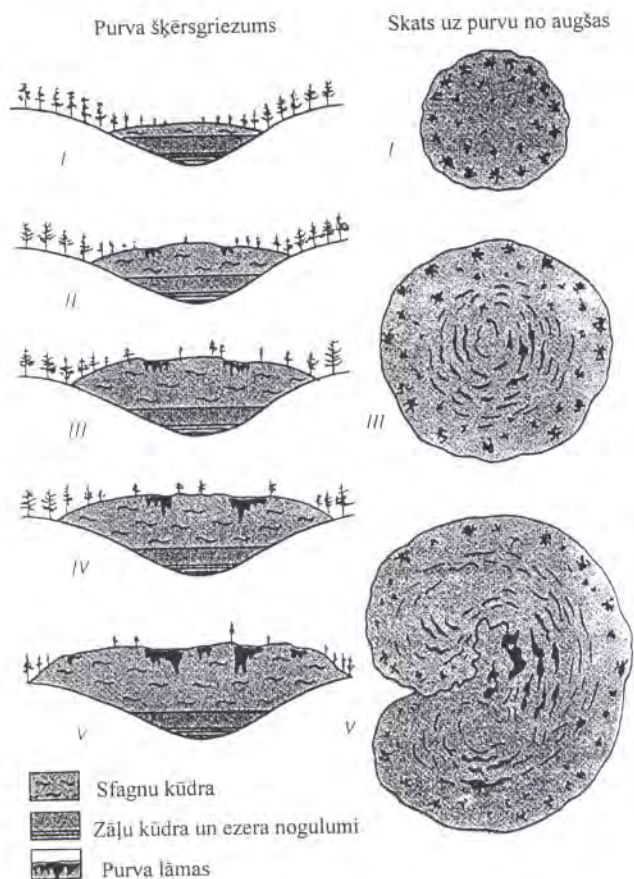 Purva šķērsgriezums
Skats uz purvu no augšas
I
I
II
III
III
IV
V
V
Sfagnu kūdra
Zāļu kūdra un ezera nogulumi
Purva lāmas